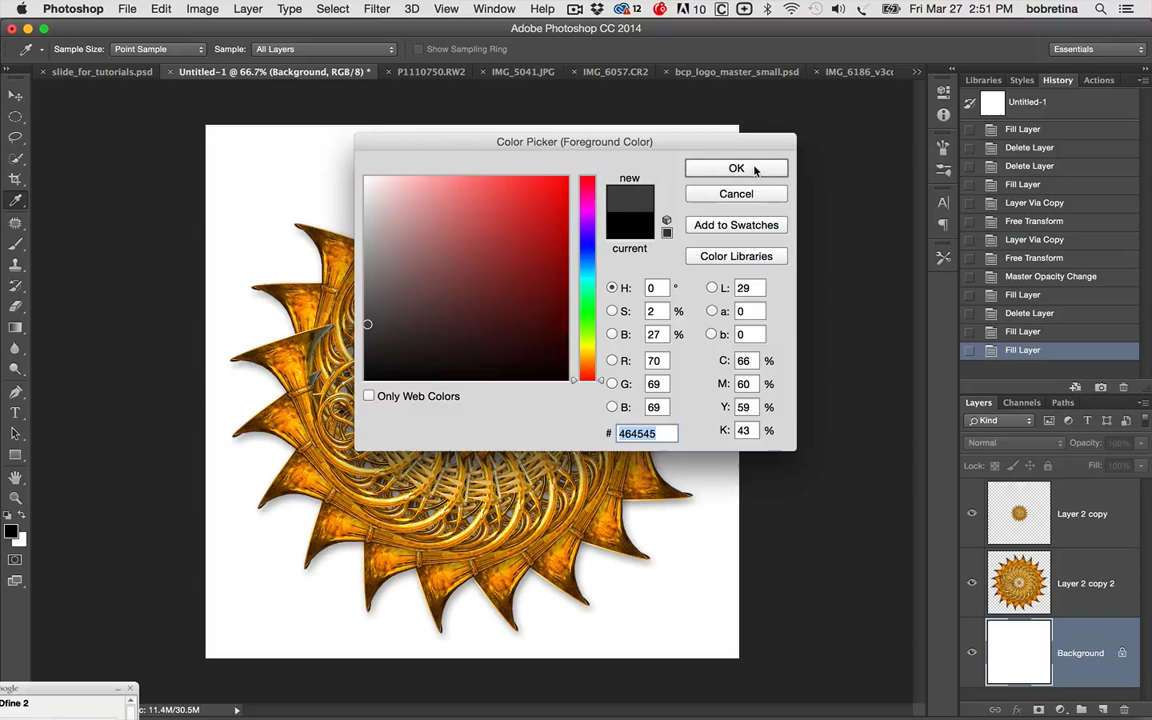 Photoshop File Edit Image Layer Type Select Filter 3D View Window Help 12 10 Fri Mar 27 2:51 PM bobretina
Adobe Photoshop CC 2014
Sample Size: Point Sample Sample: All Layers Show Sampling Ring Essentials
slide_for_tutorials.psd Untitled-1 @ 66.7% (Background, RGB/8) * P1110750.RW2 IMG_5041.JPG IMG_6057.CR2 bcp_logo_master_small.psd IMG_6186_v3cc
Libraries Styles History Actions
Untitled-1
Fill Layer
Delete Layer
Delete Layer
Fill Layer
Layer Via Copy
Free Transform
Layer Via Copy
Free Transform
Master Opacity Change
Fill Layer
Delete Layer
Fill Layer
Fill Layer
Color Picker (Foreground Color)
new
current
OK
Cancel
Add to Swatches
Color Libraries
H: 0 ° L: 29
S: 2 % a: 0
B: 27 % b: 0
R: 70 C: 66 %
G: 69 M: 60 %
B: 69 Y: 59 %
# 464545 K: 43 %
Only Web Colors
Layers Channels Paths
Kind
Normal Opacity: 100%
Lock: Fill: 100%
Layer 2 copy
Layer 2 copy 2
Background
oogle
Dfine 2
c: 11.4M/30.5M